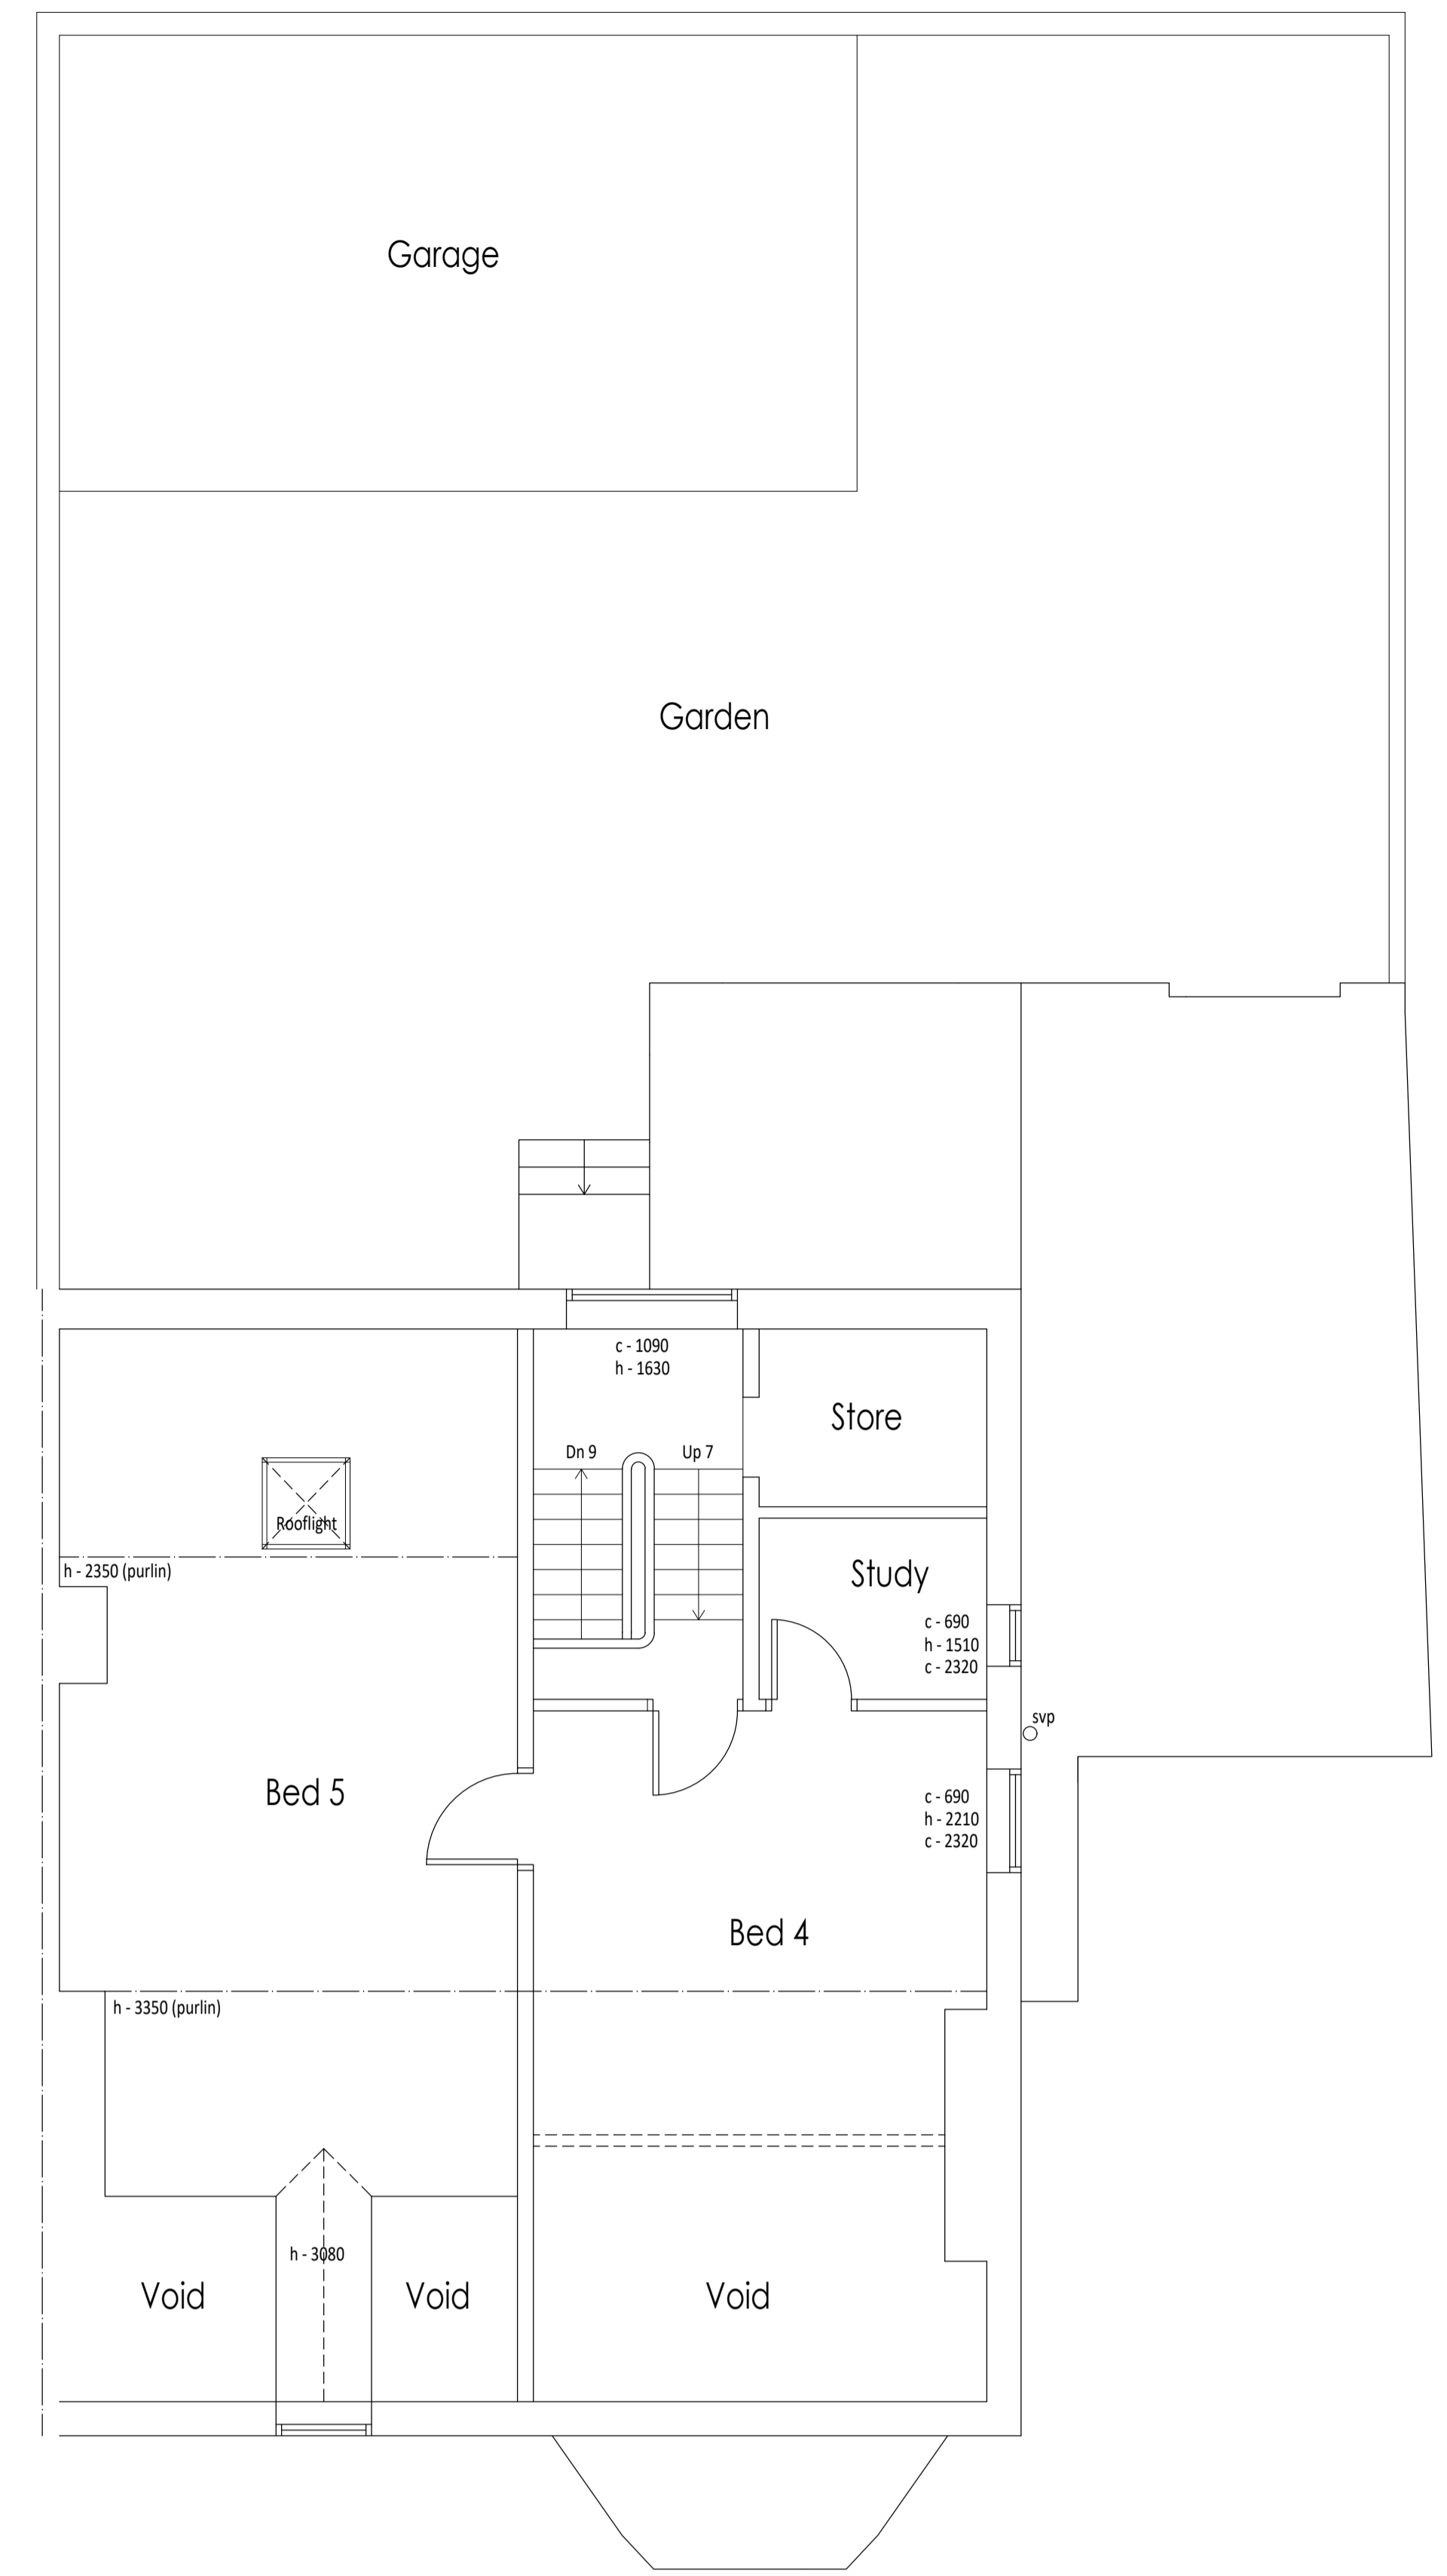 Garage
Garden
c - 1090
h - 1630
Store
Dn 9
Up 7
Rooflight
h - 2350 (purlin)
Study
c - 690
h - 1510
c - 2320
svp
Bed 5
c - 690
h - 2210
c - 2320
Bed 4
h - 3350 (purlin)
h - 3080
Void
Void
Void